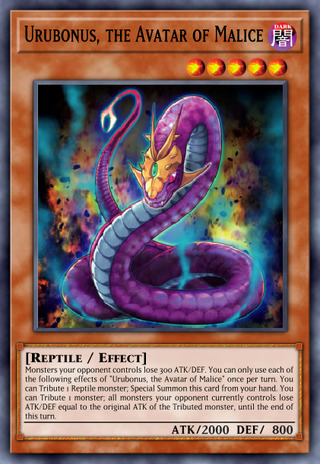 Urubonus, the Avatar of Malice
DARK
闇
[Reptile / Effect]
Monsters your opponent controls lose 300 ATK/DEF. You can only use each of
the following effects of "Urubonus, the Avatar of Malice" once per turn. You
can Tribute 1 Reptile monster; Special Summon this card from your hand. You
can Tribute 1 monster; all monsters your opponent currently controls lose
ATK/DEF equal to the original ATK of the Tributed monster, until the end of
this turn.
ATK/2000 DEF/ 800